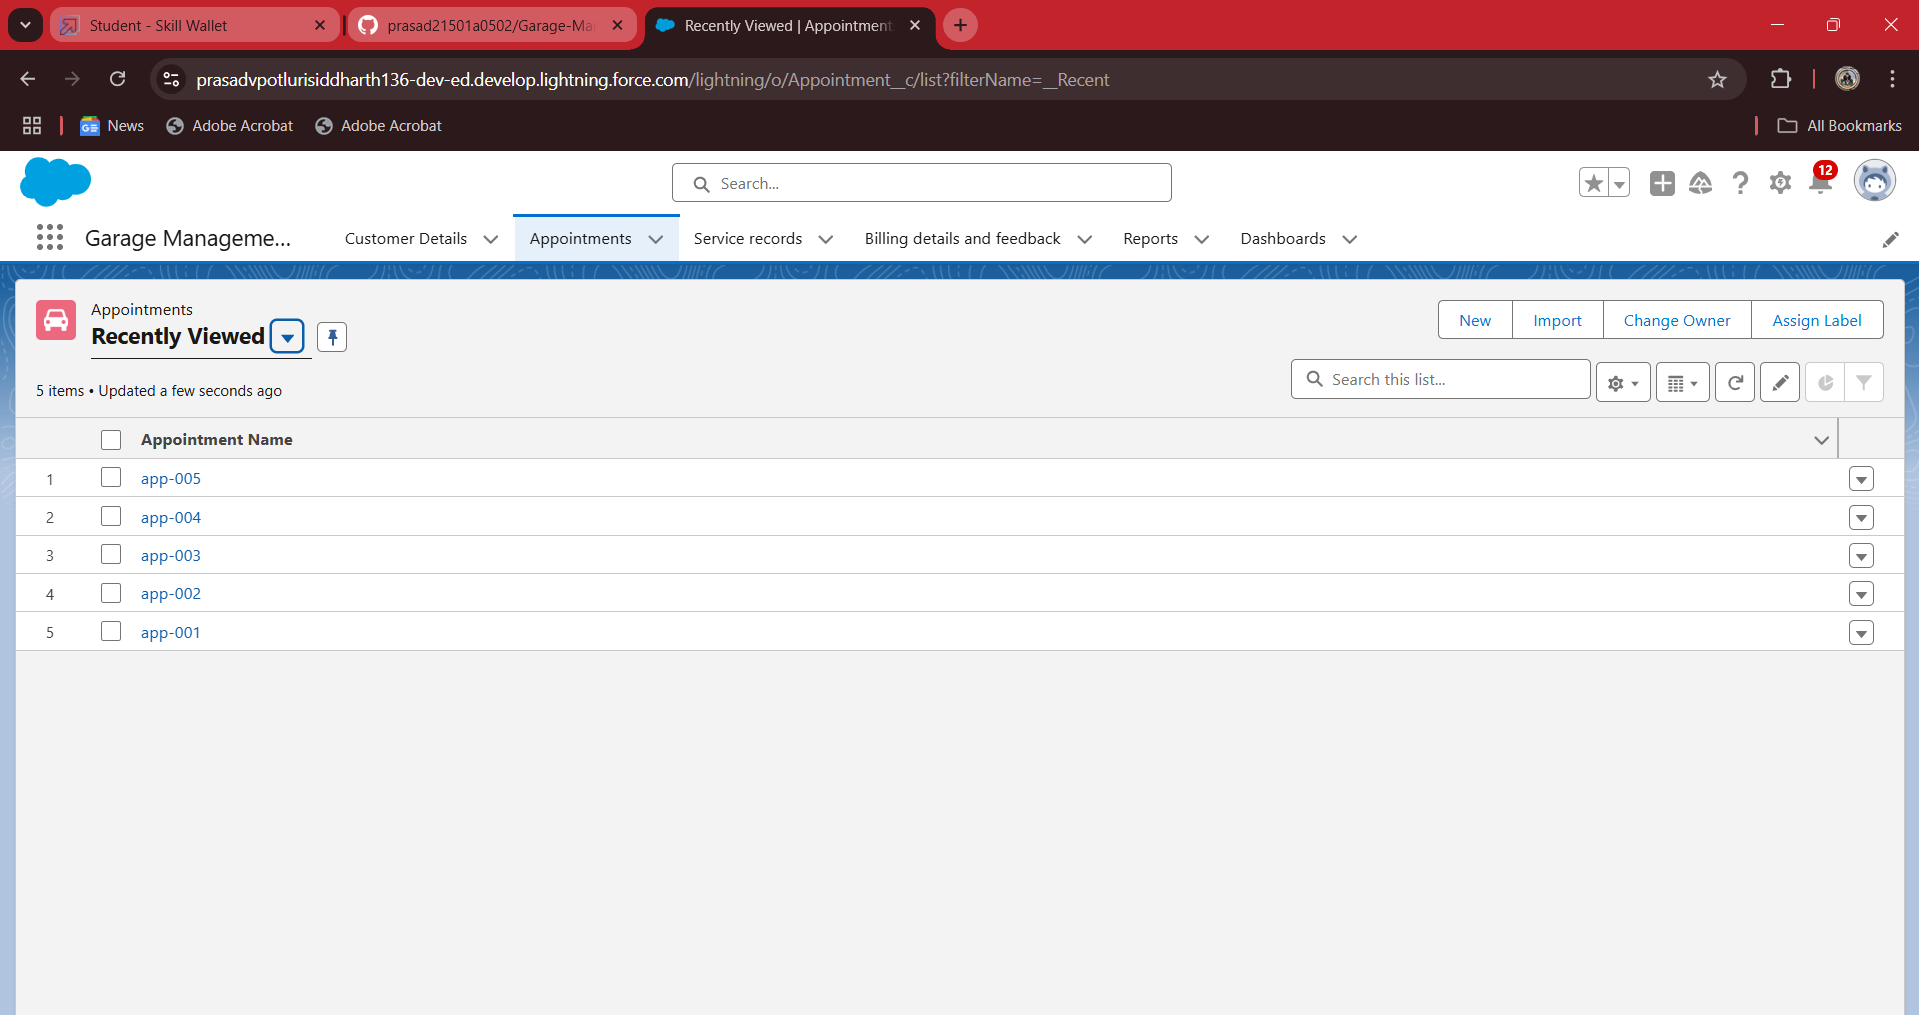 Student - Skill Wallet
prasad21501a0502/Garage-Ma
Recently Viewed | Appointment
prasadvpotlurisiddharth136-dev-ed.develop.lightning.force.com/lightning/o/Appointment__c/list?filterName=__Recent
News
Adobe Acrobat
Adobe Acrobat
All Bookmarks
Search...
12
Garage Manageme...
Customer Details
Appointments
Service records
Billing details and feedback
Reports
Dashboards
Appointments
Recently Viewed
New
Import
Change Owner
Assign Label
5 items • Updated a few seconds ago
Search this list...
Appointment Name
1 app-005
2 app-004
3 app-003
4 app-002
5 app-001